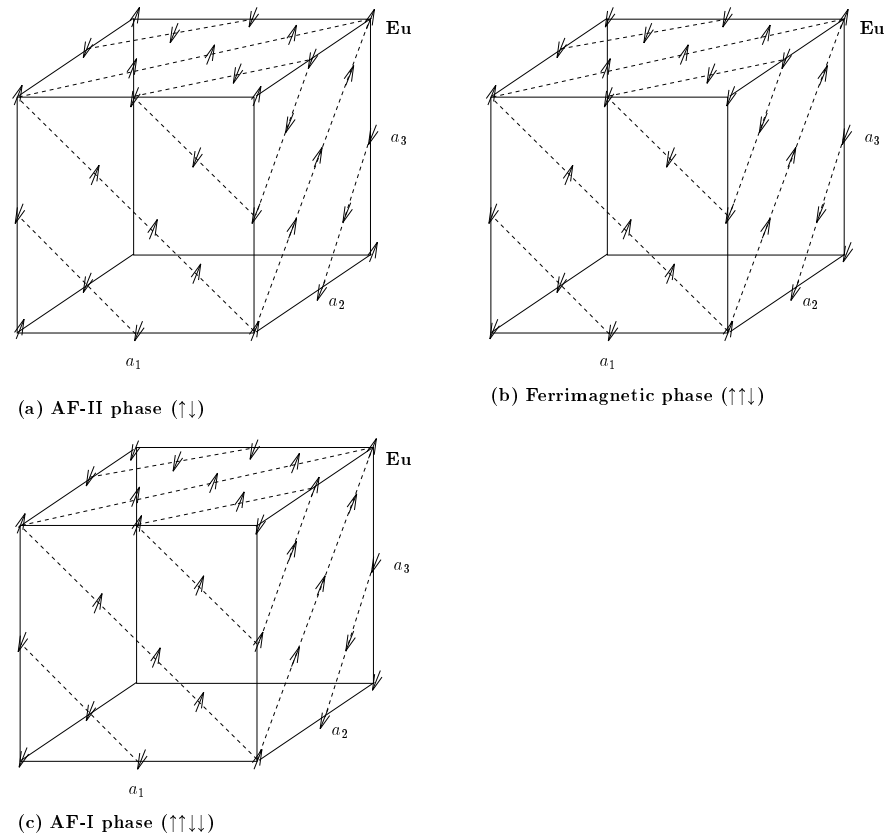 Eu
a₃
a₂
a₁
(a) AF-II phase (↑↓)
Eu
a₃
a₂
a₁
(b) Ferrimagnetic phase (↑↑↓)
Eu
a₃
a₂
a₁
(c) AF-I phase (↑↑↓↓)